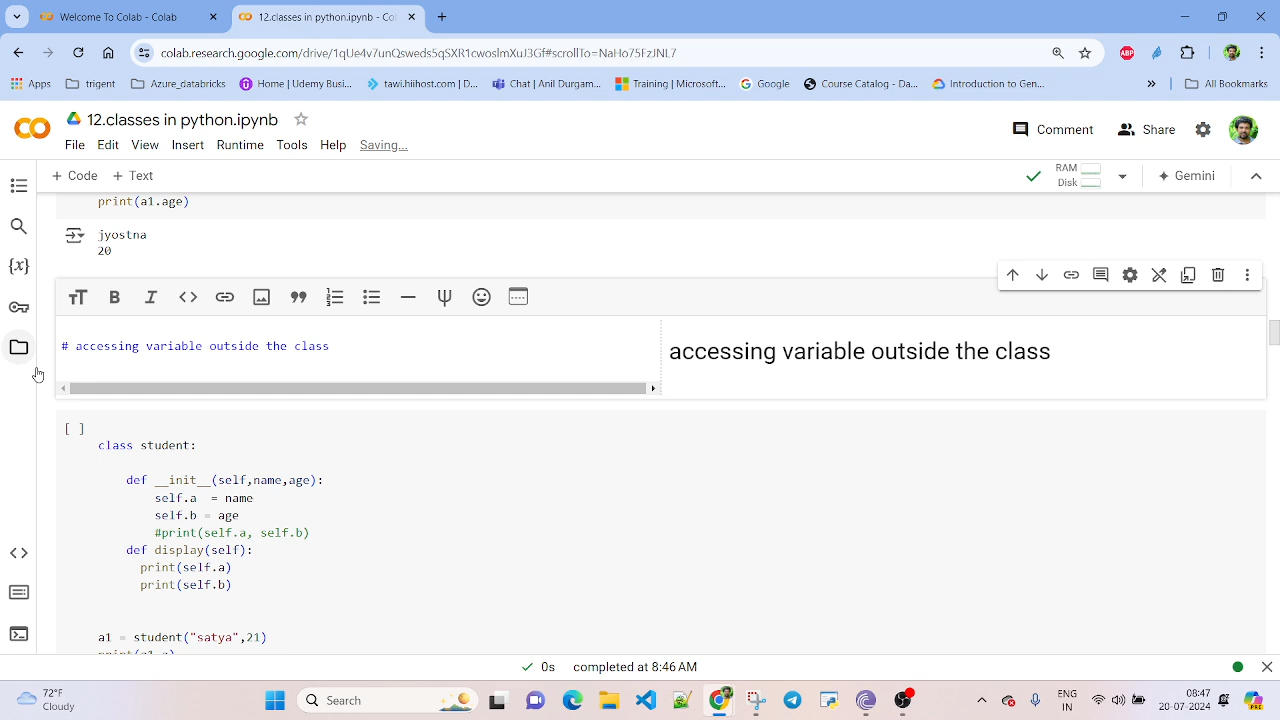 Welcome To Colab - Colab
12.classes in python.ipynb - Co
colab.research.google.com/drive/1qUe4v7unQsweds5qSXR1cwoslmXuJ3Gf#scrollTo=NaHo75FzJNL7
ABP
Apps
trigent
Azure_dabricks
Home | Udemy Busi...
tawi.hiihost.com | D...
Chat | Anil Durgan...
Training | Microsoft...
Google
Course Catalog - Da...
Introduction to Gen...
All Bookmarks
12.classes in python.ipynb
Comment
Share
File Edit View Insert Runtime Tools Help Saving...
+ Code + Text
RAM
Disk
Gemini
print(a1.age)
jyostna
20
# accessing variable outside the class
accessing variable outside the class
[ ]
class student:
def __init__(self,name,age):
self.a = name
self.b = age
#print(self.a, self.b)
def display(self):
print(self.a)
print(self.b)
a1 = student("satya",21)
0s completed at 8:46 AM
72°F
Cloudy
Search
ENG
IN
08:47
20-07-2024